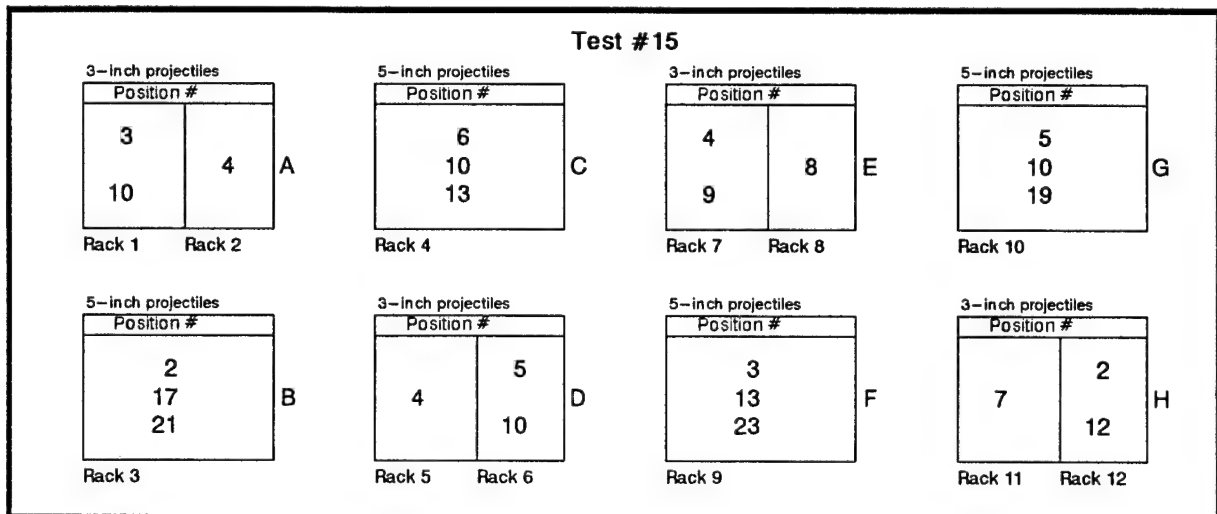 Test #15
3-inch projectiles
Position #
3
4
10
A
Rack 1 Rack 2
5-inch projectiles
Position #
6
10
13
C
Rack 4
3-inch projectiles
Position #
4
8
9
E
Rack 7 Rack 8
5-inch projectiles
Position #
5
10
19
G
Rack 10
5-inch projectiles
Position #
2
17
21
B
Rack 3
3-inch projectiles
Position #
5
4
10
D
Rack 5 Rack 6
5-inch projectiles
Position #
3
13
23
F
Rack 9
3-inch projectiles
Position #
2
7
12
H
Rack 11 Rack 12